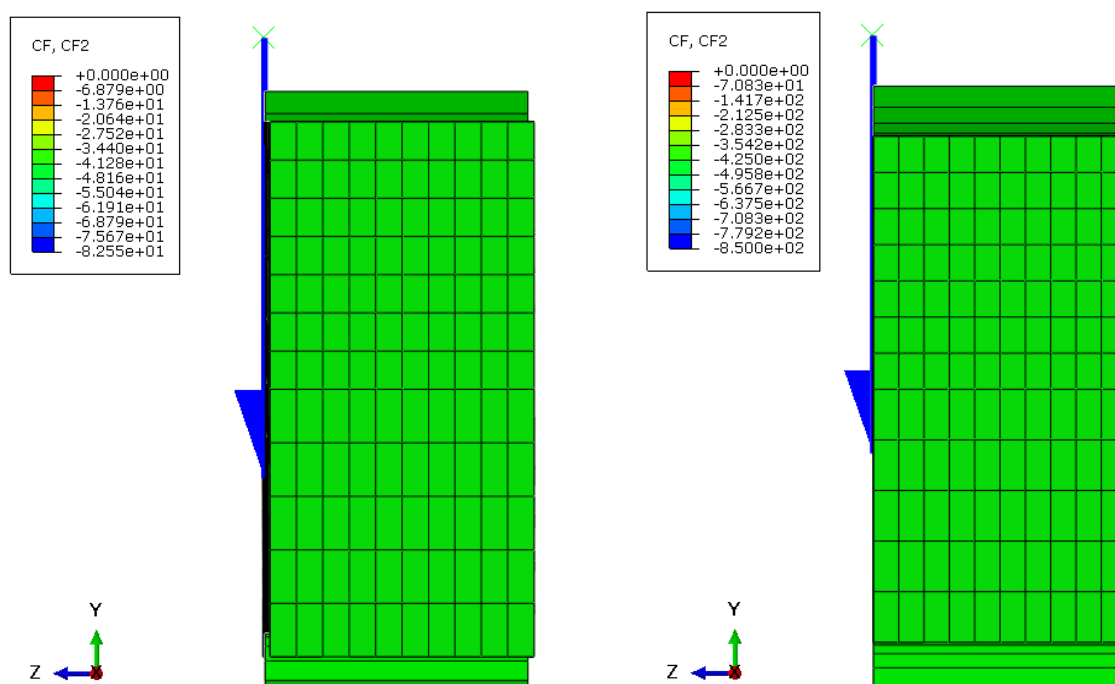 CF, CF2
+0.000e+00
-6.879e+00
-1.376e+01
-2.064e+01
-2.752e+01
-3.440e+01
-4.128e+01
-4.816e+01
-5.504e+01
-6.191e+01
-6.879e+01
-7.567e+01
-8.255e+01
Y
Z
X
CF, CF2
+0.000e+00
-7.083e+01
-1.417e+02
-2.125e+02
-2.833e+02
-3.542e+02
-4.250e+02
-4.958e+02
-5.667e+02
-6.375e+02
-7.083e+02
-7.792e+02
-8.500e+02
Y
Z
X